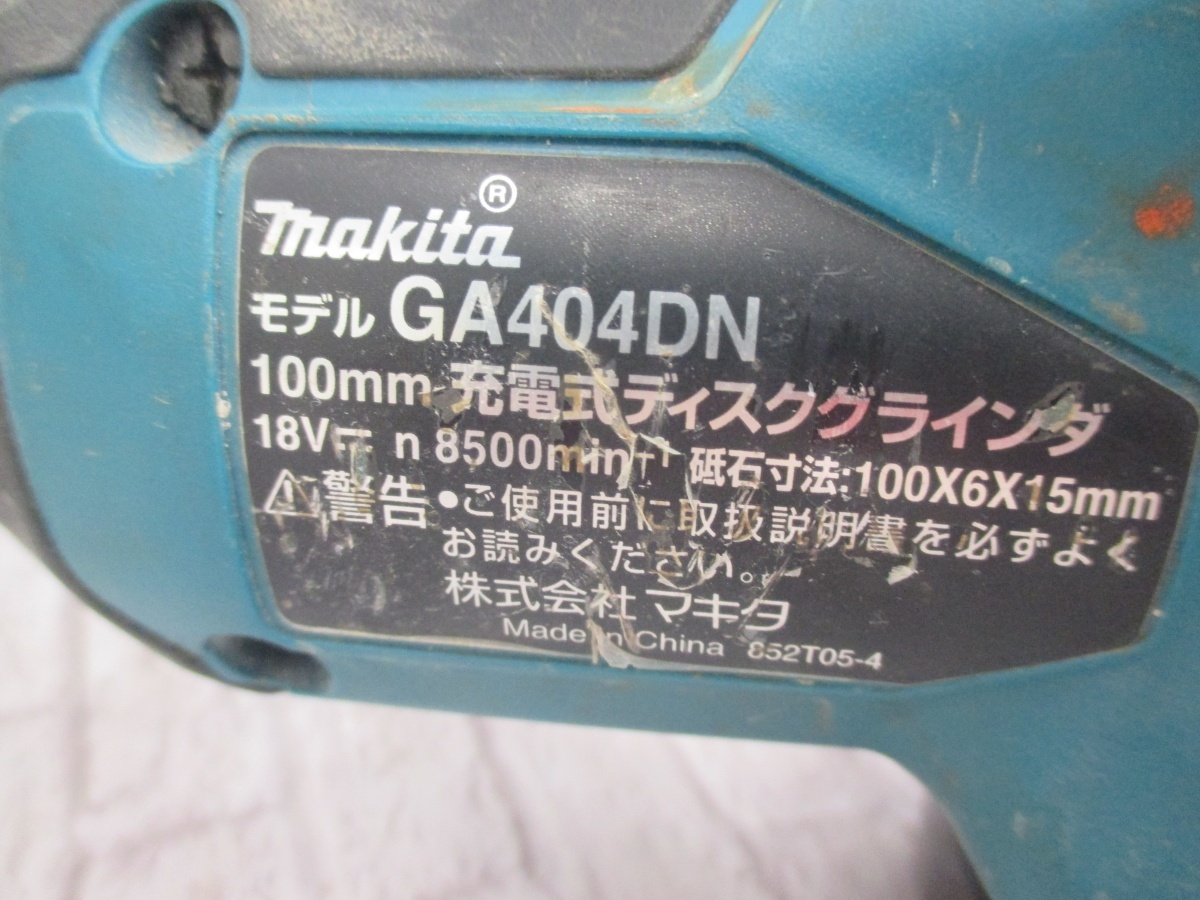 makita®
モデル GA404DN
100mm 充電式ディスクグラインダ
18V⎓ n 8500min⁻¹ 砥石寸法:100X6X15mm
⚠警告 •ご使用前に取扱説明書を必ずよく
お読みください。
株式会社マキタ
Made in China 852T05-4